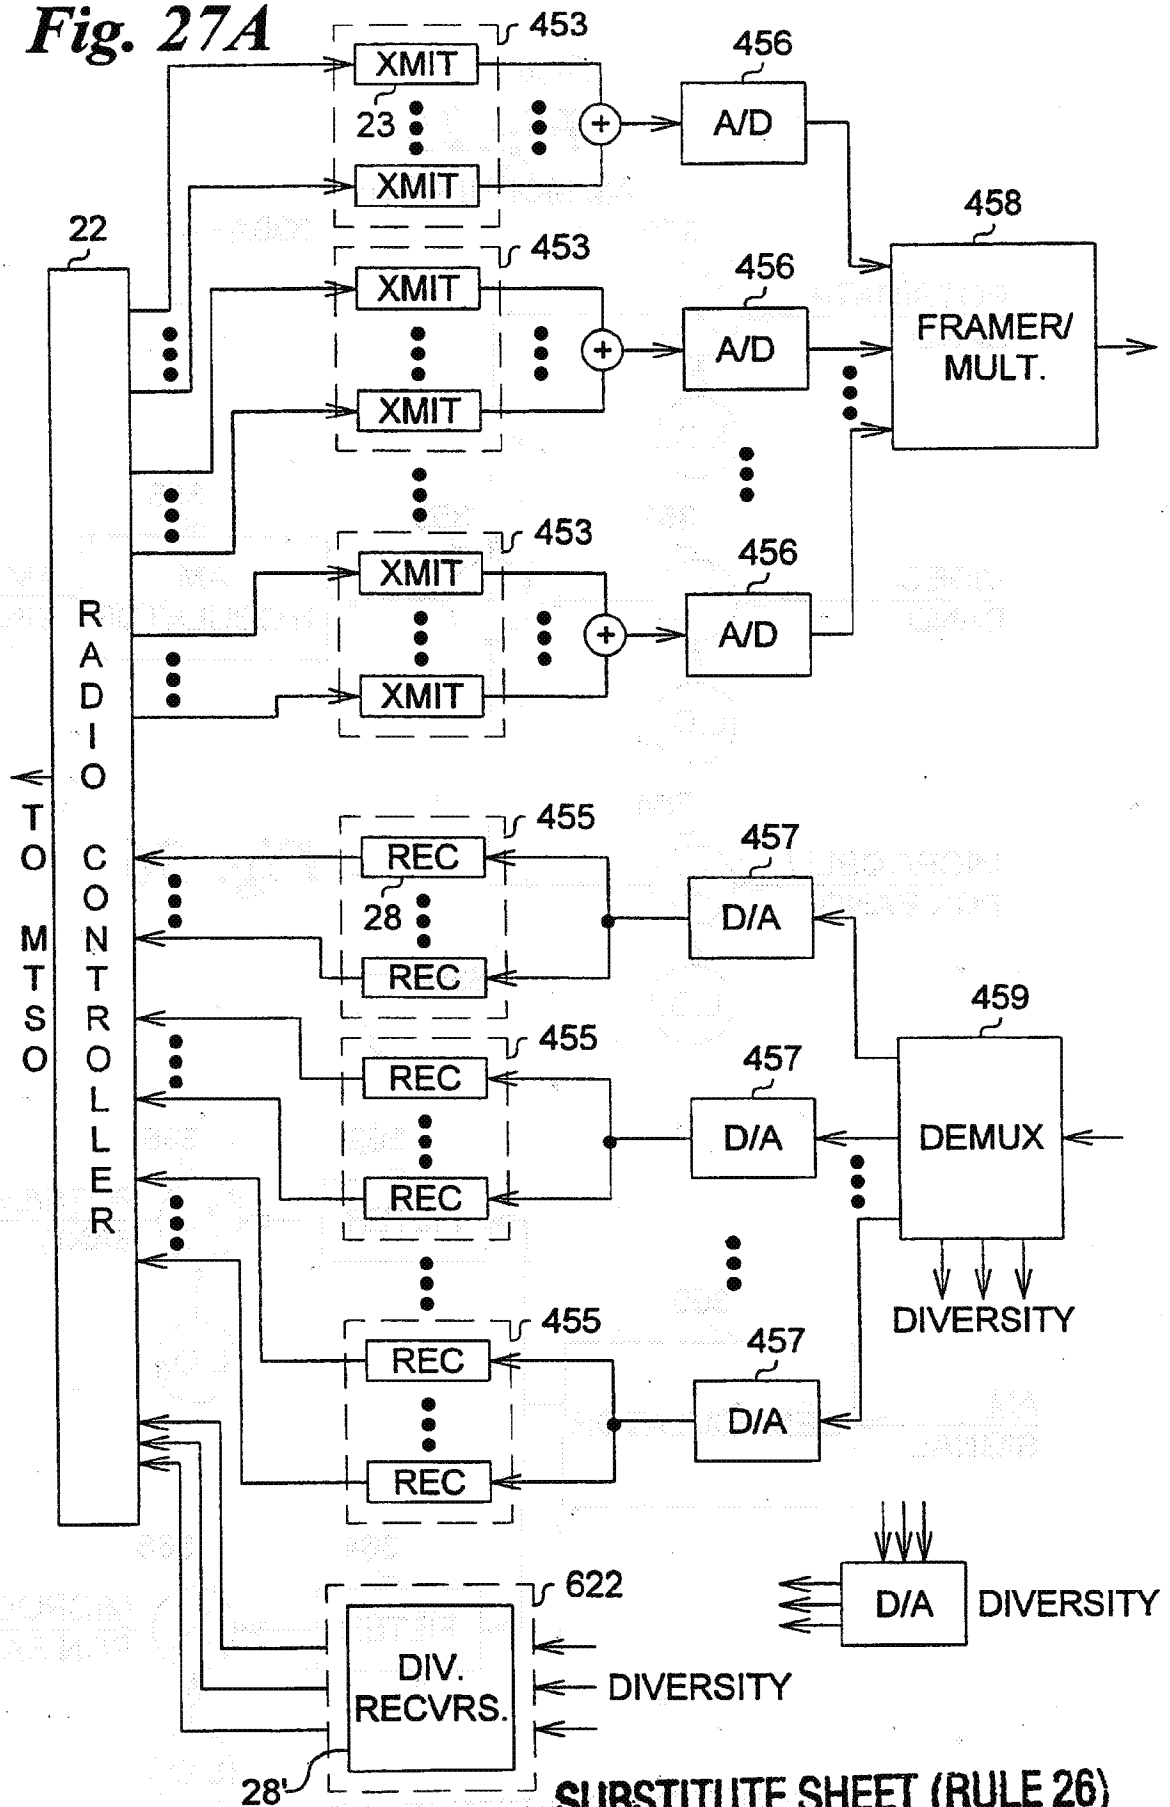 Fig. 27A
453
XMIT
23
XMIT
456
A/D
+
22
453
XMIT
XMIT
456
A/D
+
458
FRAMER/
MULT.
453
XMIT
XMIT
456
A/D
+
RADIO CONTROLLER
TO MTSO
455
REC
28
REC
457
D/A
459
DEMUX
455
REC
REC
457
D/A
DIVERSITY
455
REC
REC
457
D/A
622
DIV.
RECVRS.
28'
DIVERSITY
D/A
DIVERSITY
SUBSTITUTE SHEET (RULE 26)